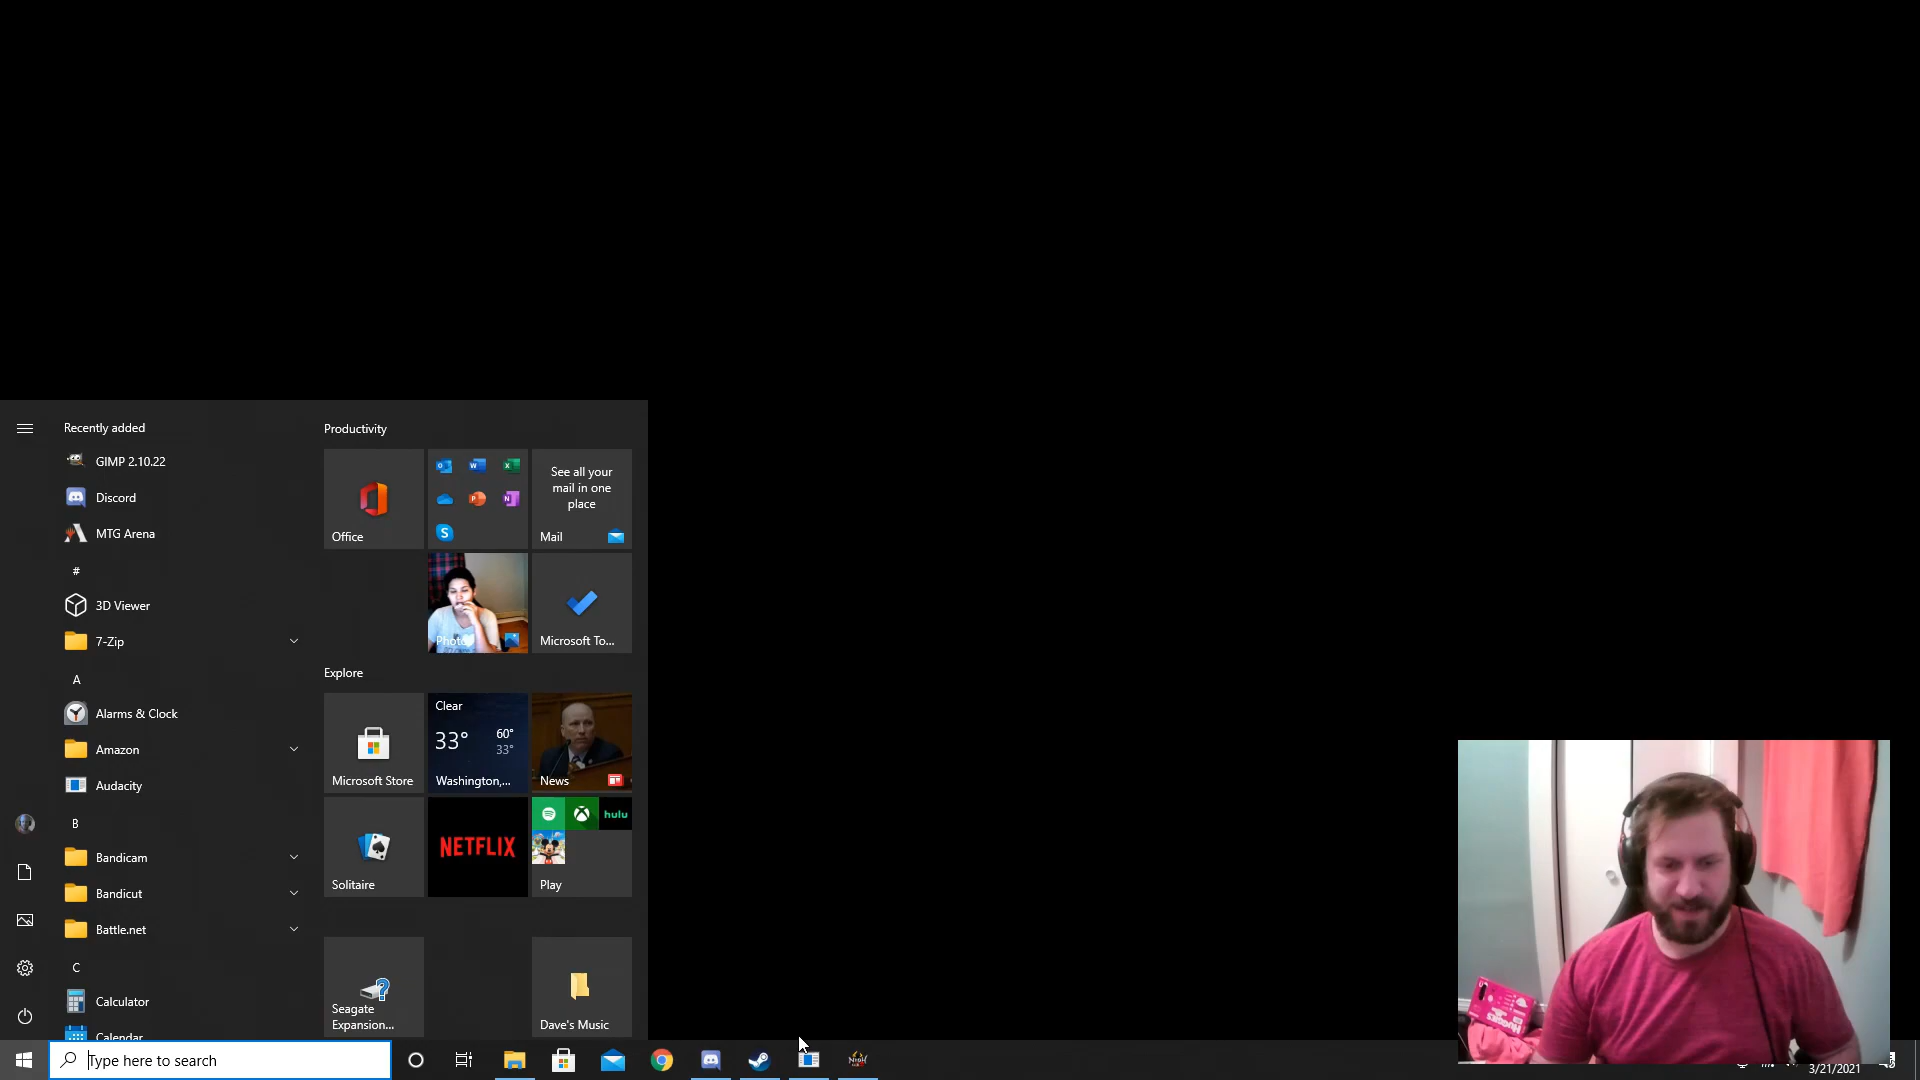 Recently added
GIMP 2.10.22
Discord
MTG Arena
#
3D Viewer
7-Zip
A
Alarms & Clock
Amazon
Audacity
B
Bandicam
Bandicut
Battle.net
C
Calculator
Calendar
Productivity
Office
See all your
mail in one
place
Mail
Photos
Microsoft To...
Explore
Microsoft Store
Clear
33°
60°
33°
Washington,...
News
Solitaire
NETFLIX
hulu
Play
Seagate
Expansion...
Dave's Music
Type here to search
3/21/2021
HUGGIES